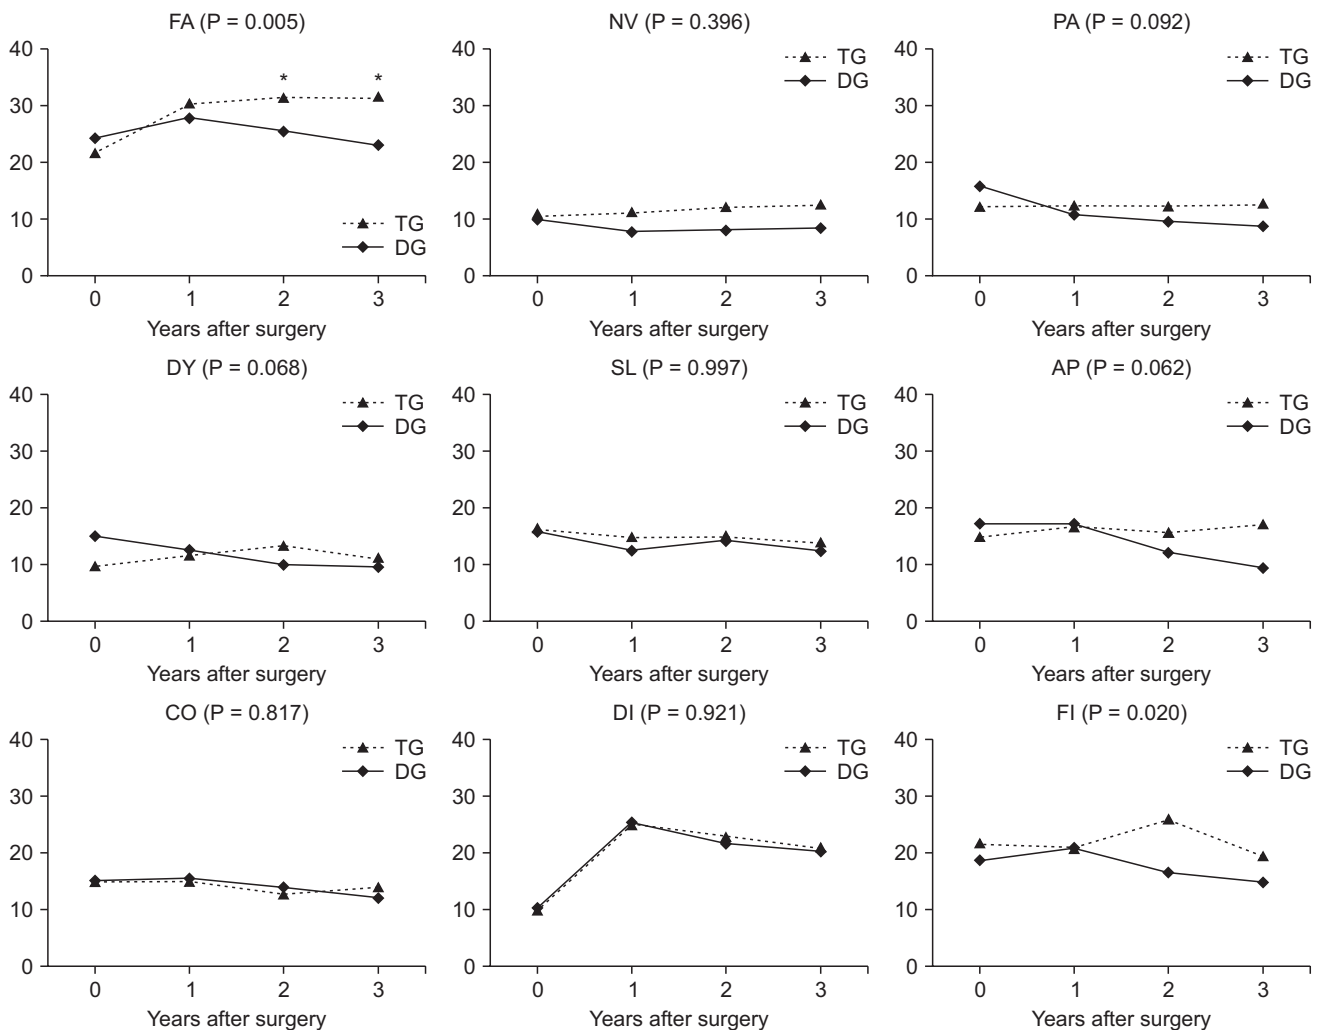 FA (P = 0.005)
40
30
20
10
0
* *
TG
DG
0 1 2 3
Years after surgery
NV (P = 0.396)
40
30
20
10
0
TG
DG
0 1 2 3
Years after surgery
PA (P = 0.092)
40
30
20
10
0
TG
DG
0 1 2 3
Years after surgery
DY (P = 0.068)
40
30
20
10
0
TG
DG
0 1 2 3
Years after surgery
SL (P = 0.997)
40
30
20
10
0
TG
DG
0 1 2 3
Years after surgery
AP (P = 0.062)
40
30
20
10
0
TG
DG
0 1 2 3
Years after surgery
CO (P = 0.817)
40
30
20
10
0
TG
DG
0 1 2 3
Years after surgery
DI (P = 0.921)
40
30
20
10
0
TG
DG
0 1 2 3
Years after surgery
FI (P = 0.020)
40
30
20
10
0
TG
DG
0 1 2 3
Years after surgery